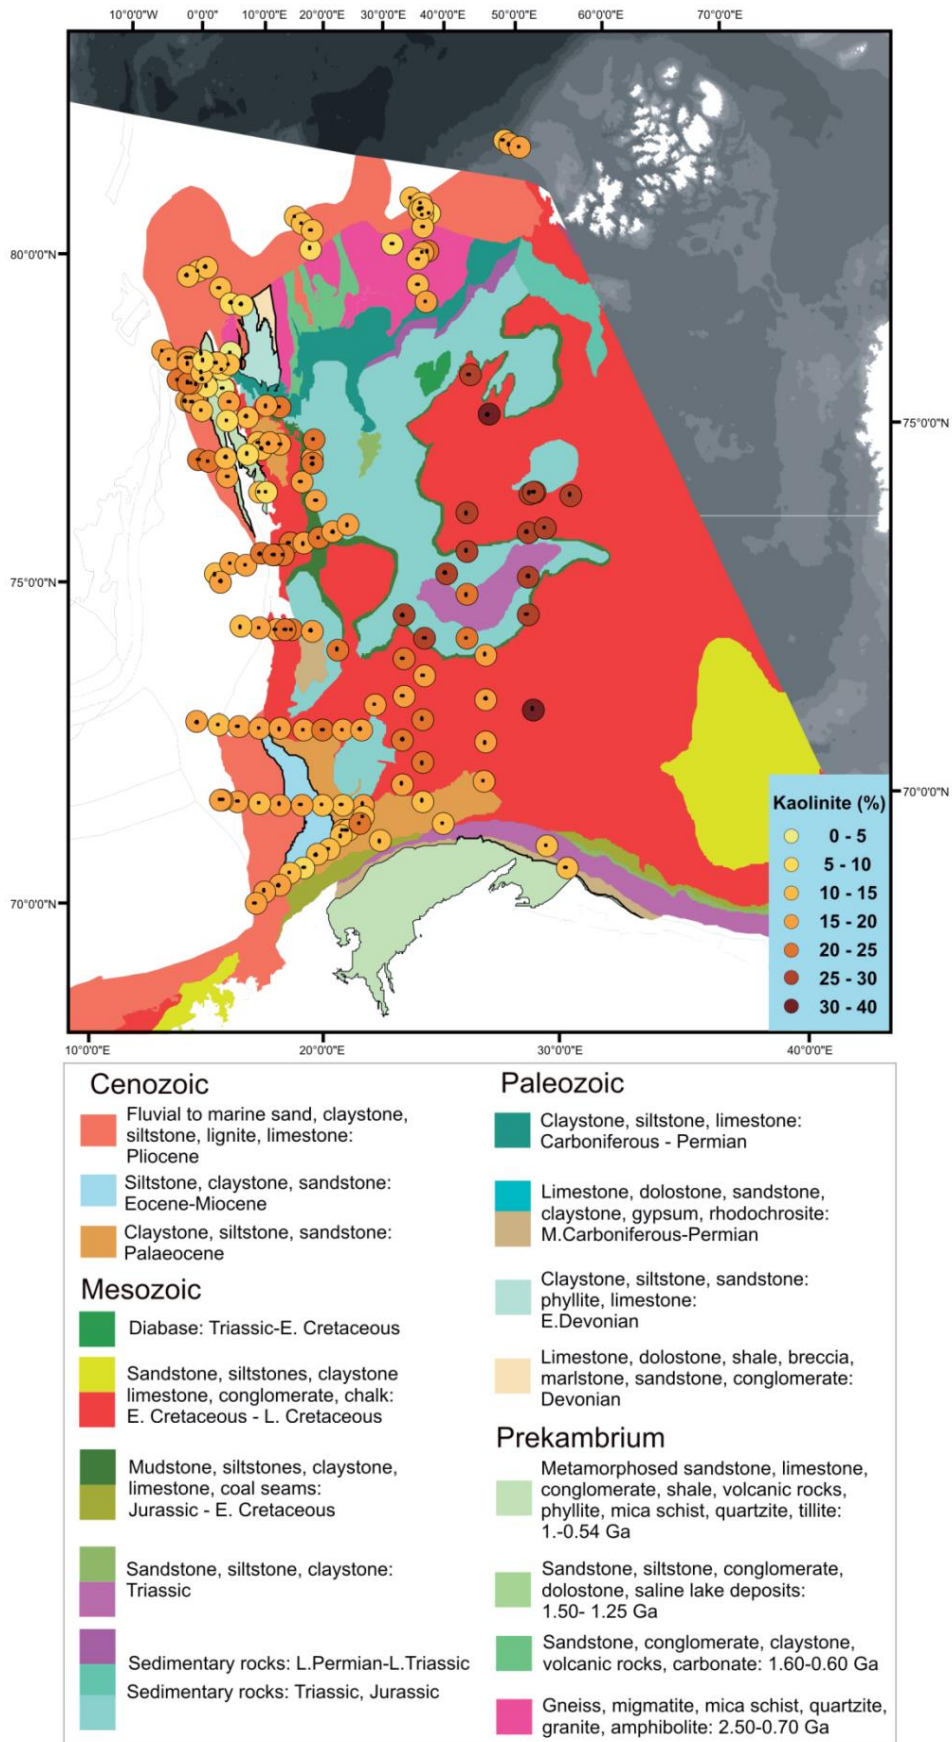 10°0'0"W 0°0'0" 10°0'0"E 20°0'0"E 30°0'0"E 40°0'0"E 50°0'0"E 60°0'0"E 70°0'0"E
80°0'0"N
75°0'0"N
75°0'0"N
70°0'0"N
70°0'0"N
Kaolinite (%)
0 - 5
5 - 10
10 - 15
15 - 20
20 - 25
25 - 30
30 - 40
10°0'0"E 20°0'0"E 30°0'0"E 40°0'0"E
Cenozoic
Fluvial to marine sand, claystone,
siltstone, lignite, limestone:
Pliocene
Siltstone, claystone, sandstone:
Eocene-Miocene
Claystone, siltstone, sandstone:
Palaeocene
Mesozoic
Diabase: Triassic-E. Cretaceous
Sandstone, siltstones, claystone
limestone, conglomerate, chalk:
E. Cretaceous - L. Cretaceous
Mudstone, siltstones, claystone,
limestone, coal seams:
Jurassic - E. Cretaceous
Sandstone, siltstone, claystone:
Triassic
Sedimentary rocks: L.Permian-L.Triassic
Sedimentary rocks: Triassic, Jurassic
Paleozoic
Claystone, siltstone, limestone:
Carboniferous - Permian
Limestone, dolostone, sandstone,
claystone, gypsum, rhodochrosite:
M.Carboniferous-Permian
Claystone, siltstone, sandstone:
phyllite, limestone:
E.Devonian
Limestone, dolostone, shale, breccia,
marlstone, sandstone, conglomerate:
Devonian
Prekambrium
Metamorphosed sandstone, limestone,
conglomerate, shale, volcanic rocks,
phyllite, mica schist, quartzite, tillite:
1.-0.54 Ga
Sandstone, siltstone, conglomerate,
dolostone, saline lake deposits:
1.50- 1.25 Ga
Sandstone, conglomerate, claystone,
volcanic rocks, carbonate: 1.60-0.60 Ga
Gneiss, migmatite, mica schist, quartzite,
granite, amphibolite: 2.50-0.70 Ga